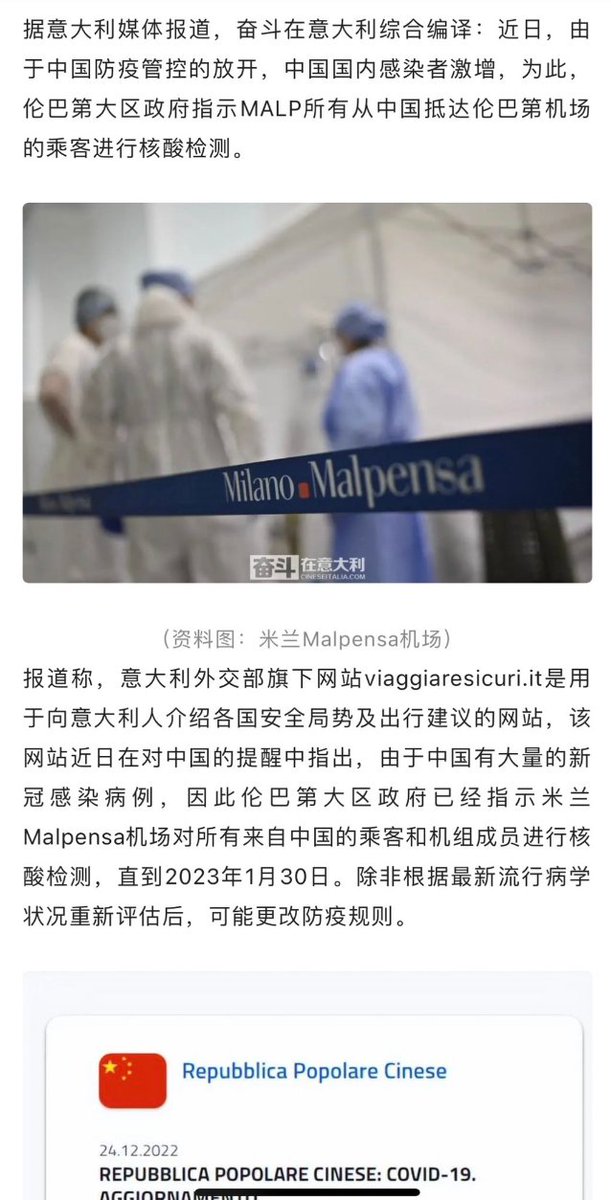 据意大利媒体报道，奋斗在意大利综合编译：近日，由
于中国防疫管控的放开，中国国内感染者激增，为此，
伦巴第大区政府指示MALP所有从中国抵达伦巴第机场
的乘客进行核酸检测。
Milano Malpensa
奋斗在意大利
CINESEITALIA.COM
（资料图：米兰Malpensa机场）
报道称，意大利外交部旗下网站viaggiaresicuri.it是用
于向意大利人介绍各国安全局势及出行建议的网站，该
网站近日在对中国的提醒中指出，由于中国有大量的新
冠感染病例，因此伦巴第大区政府已经指示米兰
Malpensa机场对所有来自中国的乘客和机组成员进行核
酸检测，直到2023年1月30日。除非根据最新流行病学
状况重新评估后，可能更改防疫规则。
Repubblica Popolare Cinese
24.12.2022
REPUBBLICA POPOLARE CINESE: COVID-19.
AGGIORNAMENTO